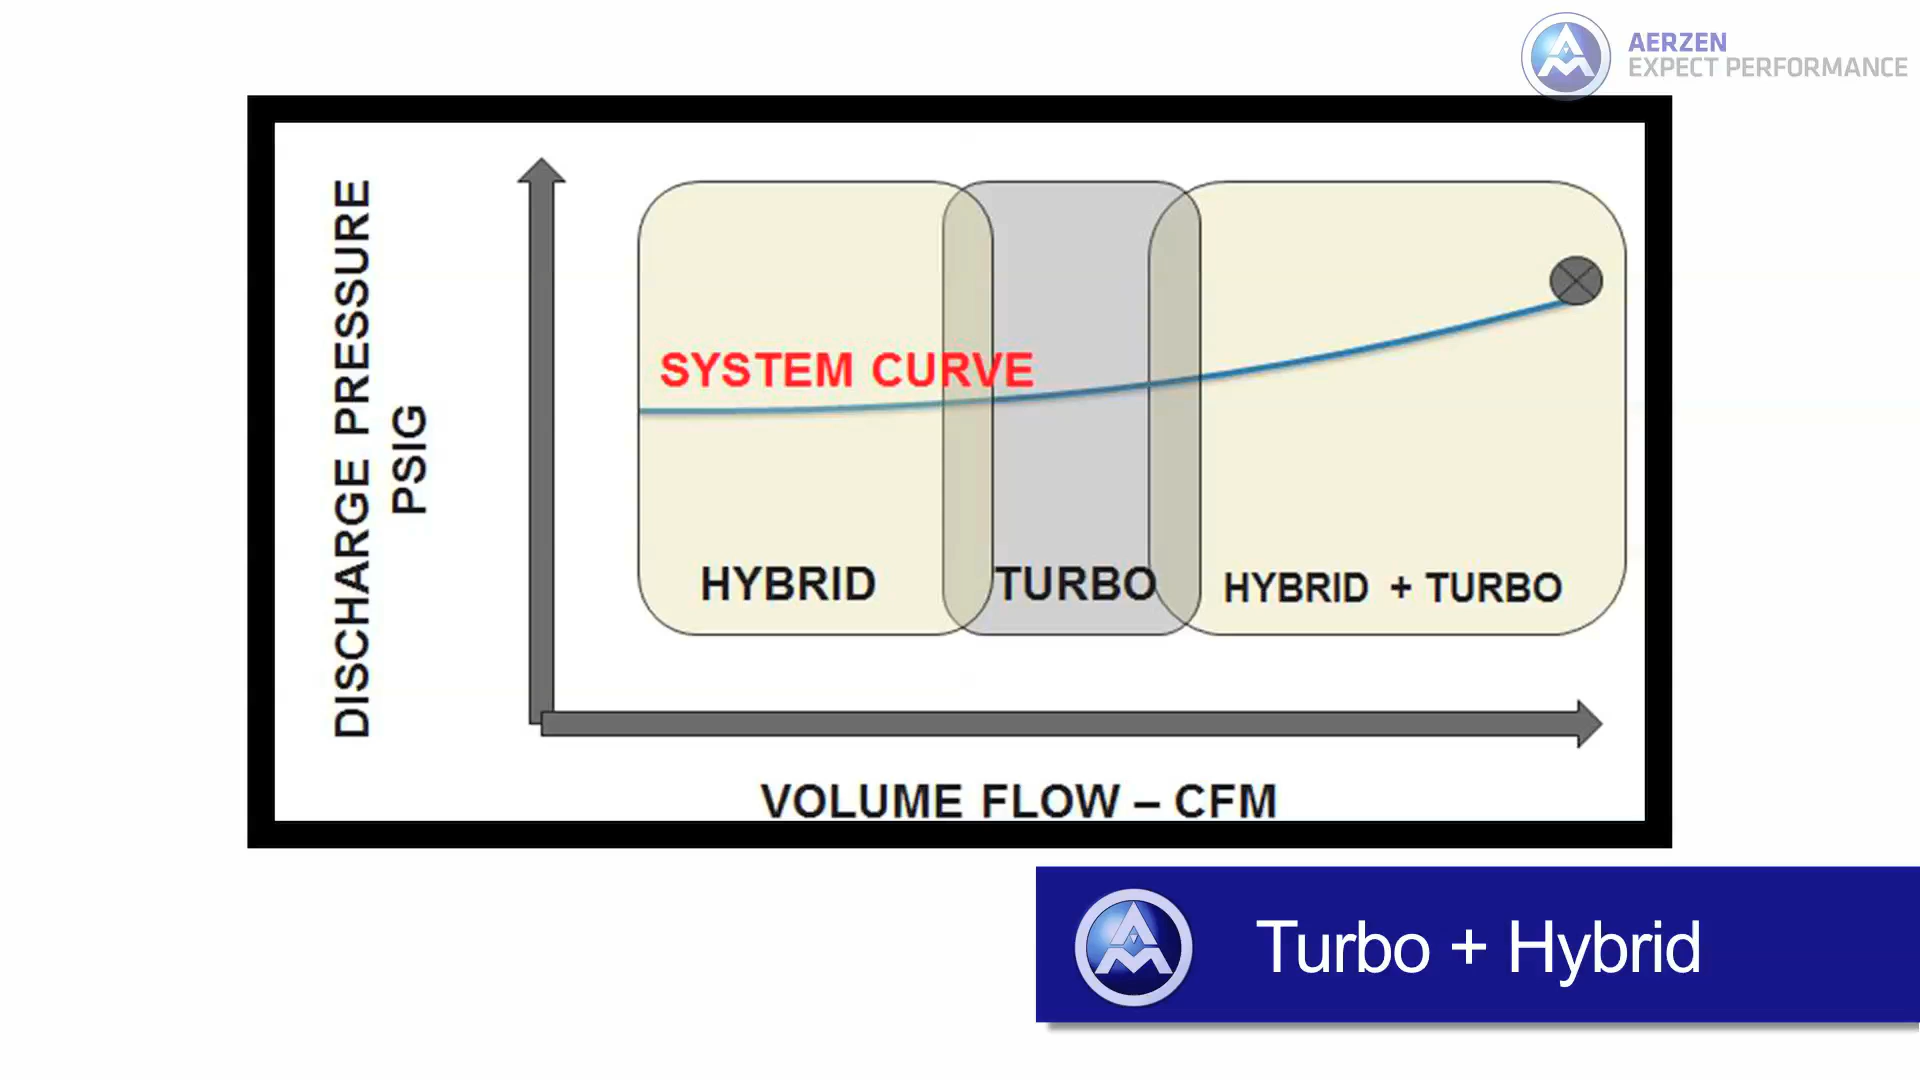 AERZEN
EXPECT PERFORMANCE
DISCHARGE PRESSURE
PSIG
SYSTEM CURVE
HYBRID
TURBO
HYBRID + TURBO
VOLUME FLOW – CFM
Turbo + Hybrid